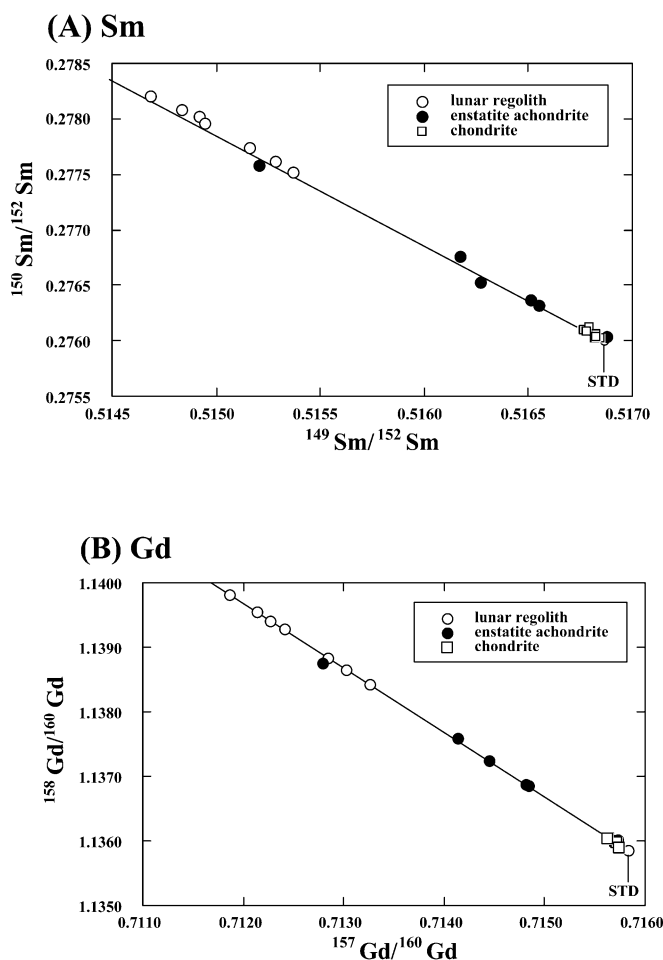 (A) Sm
0.2785
0.2780
0.2775
0.2770
0.2765
0.2760
0.2755
150Sm/152Sm
lunar regolith
enstatite achondrite
chondrite
STD
0.5145 0.5150 0.5155 0.5160 0.5165 0.5170
149Sm/152Sm
(B) Gd
1.1400
1.1390
1.1380
1.1370
1.1360
1.1350
158Gd/160Gd
lunar regolith
enstatite achondrite
chondrite
STD
0.7110 0.7120 0.7130 0.7140 0.7150 0.7160
157Gd/160Gd